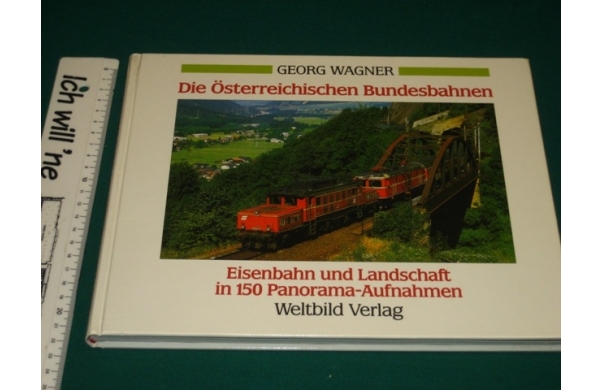 GEORG WAGNER
Die Österreichischen Bundesbahnen
Eisenbahn und Landschaft
in 150 Panorama-Aufnahmen
Weltbild Verlag
Ich will 'ne